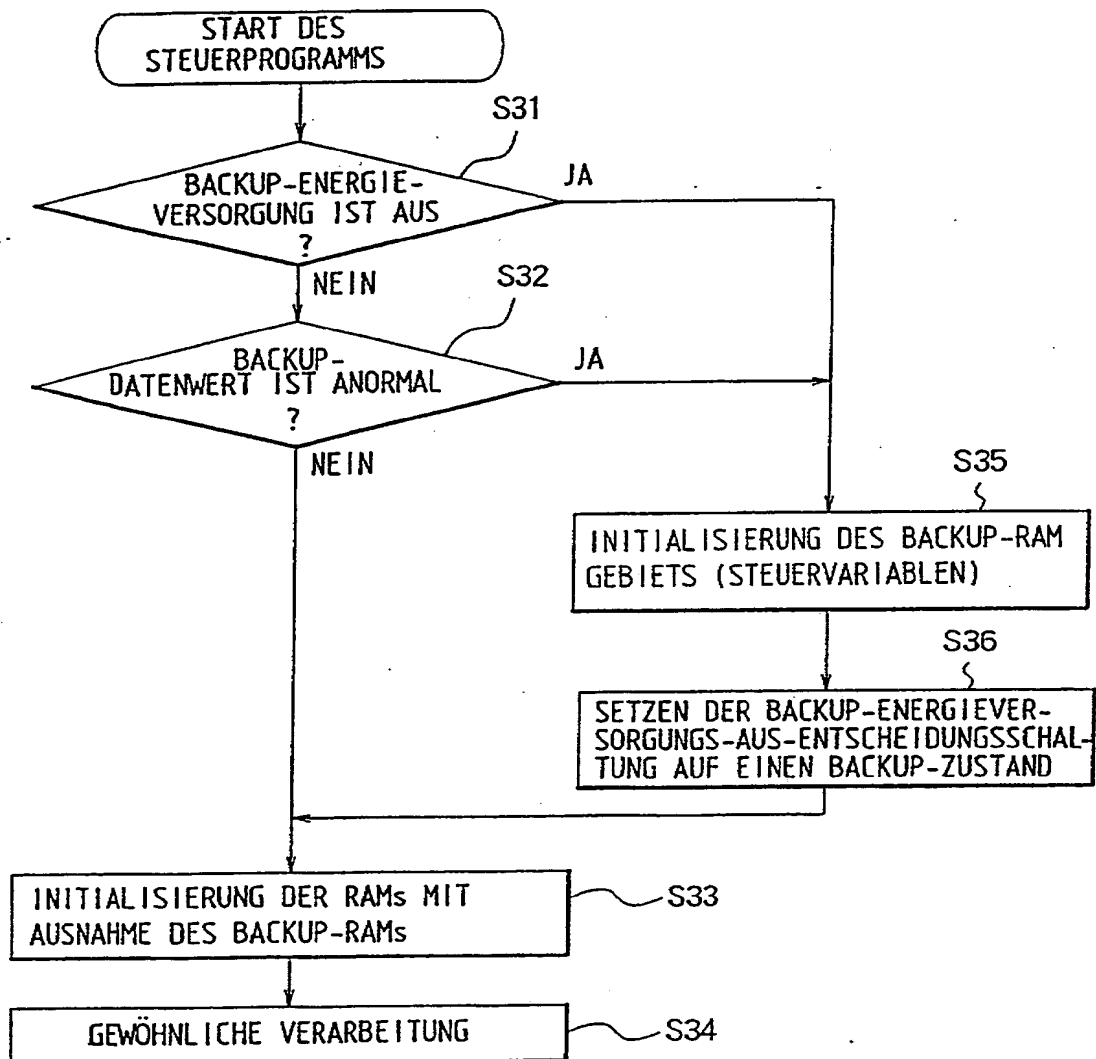 START DES
STEUERPROGRAMMS
S31
BACKUP-ENERGIE-
VERSORGUNG IST AUS
?
JA
NEIN
S32
BACKUP-
DATENWERT IST ANORMAL
?
JA
NEIN
S35
INITIALISIERUNG DES BACKUP-RAM
GEBIETS (STEUERVARIABLEN)
S36
SETZEN DER BACKUP-ENERGIEVER-
SORGUNGS-AUS-ENTSCHEIDUNGSSCHAL-
TUNG AUF EINEN BACKUP-ZUSTAND
INITIALISIERUNG DER RAMs MIT
AUSNAHME DES BACKUP-RAMs
S33
GEWÖHNLICHE VERARBEITUNG
S34